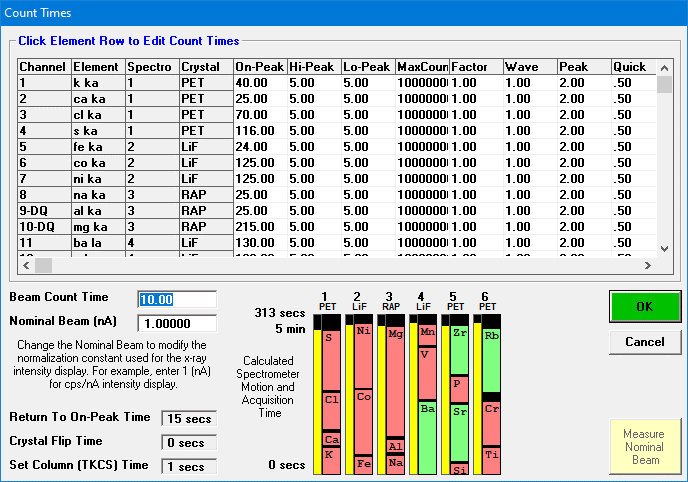 Count Times
Click Element Row to Edit Count Times
Channel Element Spectro Crystal On-Peak Hi-Peak Lo-Peak MaxCoun Factor Wave Peak Quick
1 k ka 1 PET 40.00 5.00 5.00 1000000 1.00 1.00 2.00 .50
2 ca ka 1 PET 25.00 5.00 5.00 1000000 1.00 1.00 2.00 .50
3 cl ka 1 PET 70.00 5.00 5.00 1000000 1.00 1.00 2.00 .50
4 s ka 1 PET 116.00 5.00 5.00 1000000 1.00 1.00 2.00 .50
5 fe ka 2 LiF 24.00 5.00 5.00 1000000 1.00 1.00 2.00 .50
6 co ka 2 LiF 125.00 5.00 5.00 1000000 1.00 1.00 2.00 .50
7 ni ka 2 LiF 125.00 5.00 5.00 1000000 1.00 1.00 2.00 .50
8 na ka 3 RAP 25.00 5.00 5.00 1000000 1.00 1.00 2.00 .50
9-DQ al ka 3 RAP 25.00 5.00 5.00 1000000 1.00 1.00 2.00 .50
10-DQ mg ka 3 RAP 215.00 5.00 5.00 1000000 1.00 1.00 2.00 .50
11 ba la 4 LiF 130.00 5.00 5.00 1000000 1.00 1.00 2.00 .50
Beam Count Time 10.00
Nominal Beam (nA) 1.00000
Change the Nominal Beam to modify the
normalization constant used for the x-ray
intensity display. For example, enter 1 (nA)
for cps/nA intensity display.
Return To On-Peak Time 15 secs
Crystal Flip Time 0 secs
Set Column (TKCS) Time 1 secs
313 secs
5 min
Calculated
Spectrometer
Motion and
Acquisition
Time
0 secs
1 2 3 4 5 6
PET LiF RAP LiF PET PET
S Ni Mg Mn Zr Rb
V
Cl Co Ba P Cr
Sr
Ca Al
K Fe Na Si Ti
OK
Cancel
Measure
Nominal
Beam